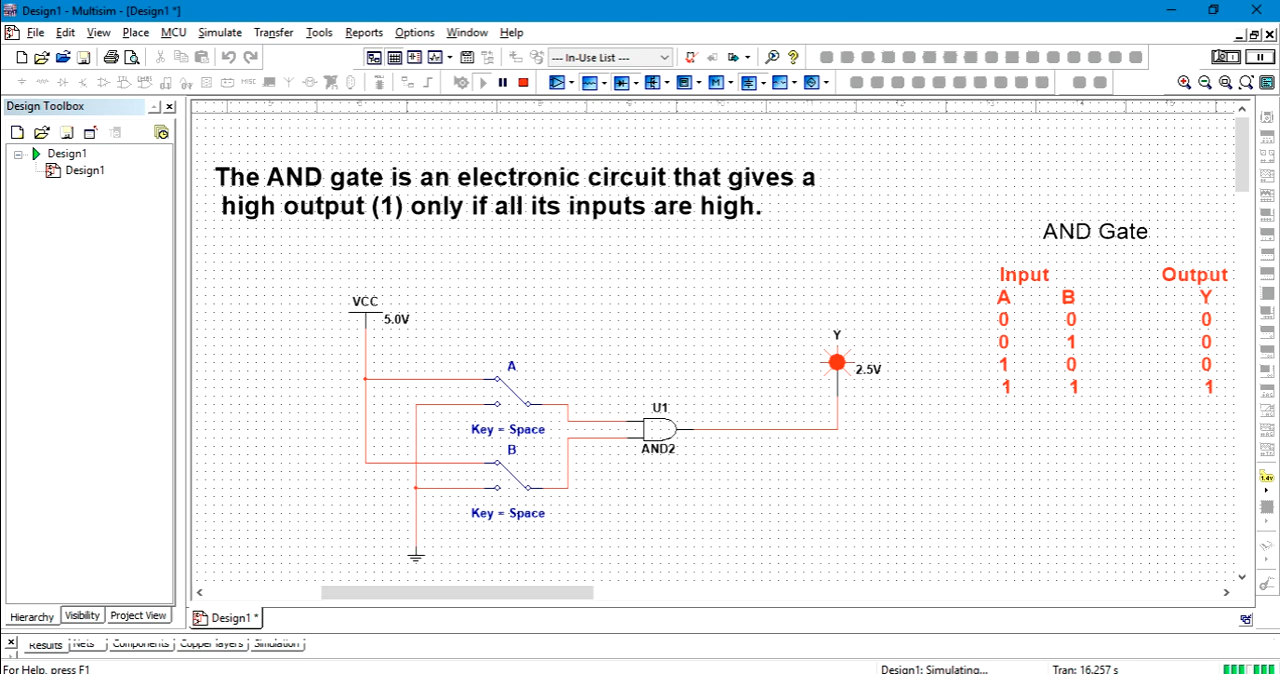 Design1 - Multisim - [Design1 *]
File Edit View Place MCU Simulate Transfer Tools Reports Options Window Help
--- In-Use List ---
Design Toolbox
Design1
Design1
The AND gate is an electronic circuit that gives a
high output (1) only if all its inputs are high.
AND Gate
Input Output
A B Y
0 0 0
0 1 0
1 0 0
1 1 1
VCC
5.0V
A
Key = Space
B
Key = Space
U1
AND2
Y
2.5V
Hierarchy Visibility Project View
Design1 *
Results Nets Components Copper layers Simulation
For Help, press F1
Design1: Simulating...
Tran: 16.257 s